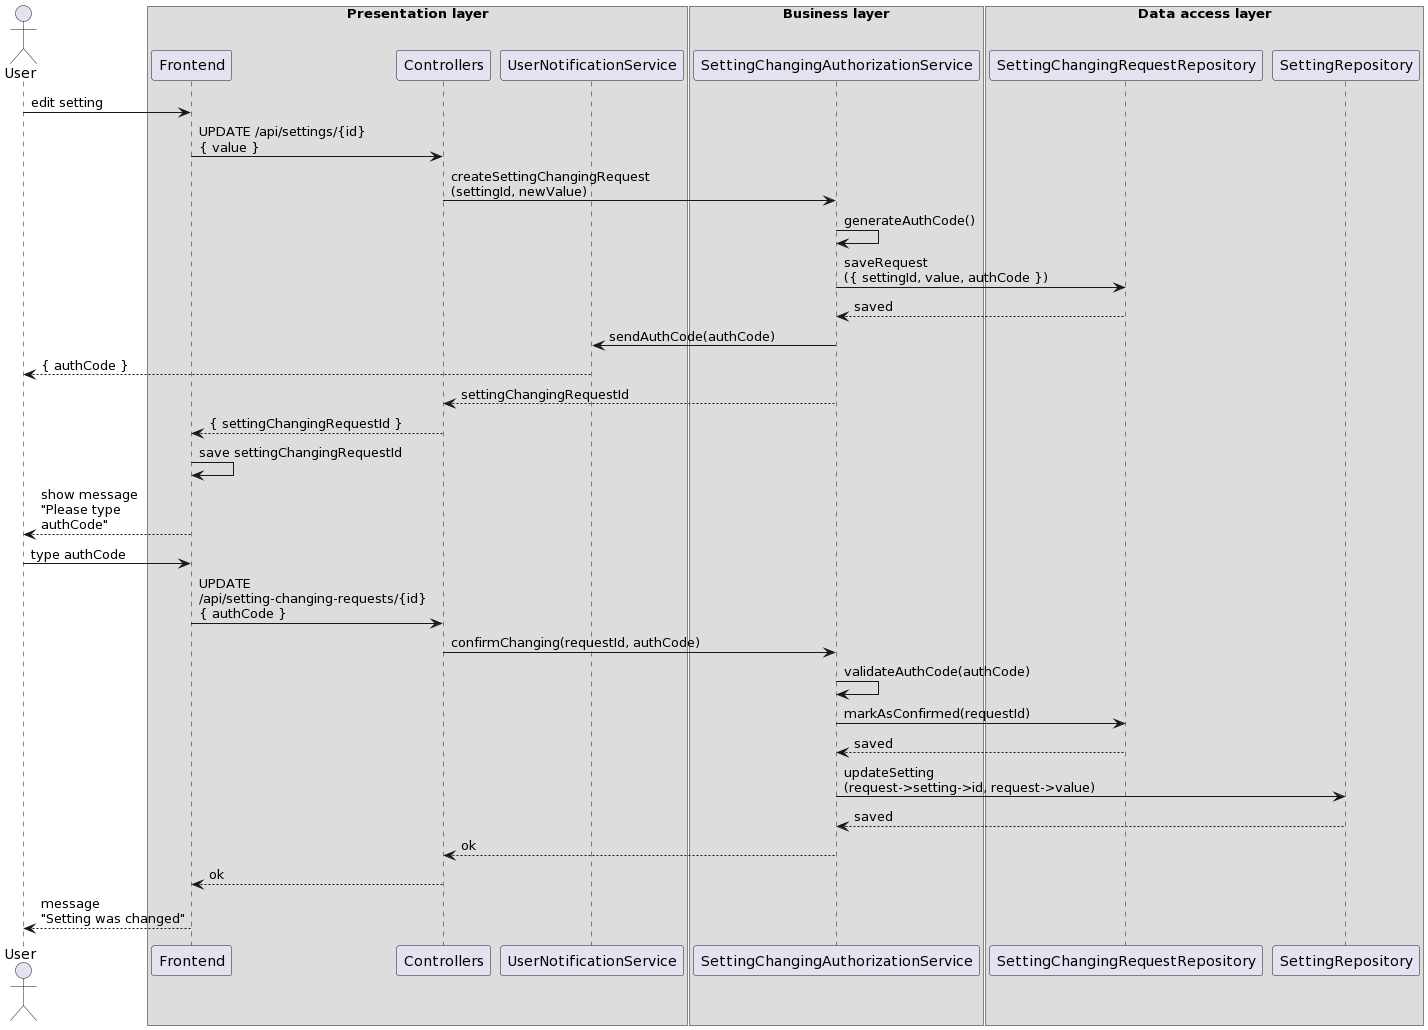 Presentation layer
Business layer
Data access layer
User
Frontend
Controllers
UserNotificationService
SettingChangingAuthorizationService
SettingChangingRequestRepository
SettingRepository
edit setting
UPDATE /api/settings/{id}
{ value }
createSettingChangingRequest
(settingId, newValue)
generateAuthCode()
saveRequest
({ settingId, value, authCode })
saved
sendAuthCode(authCode)
{ authCode }
settingChangingRequestId
{ settingChangingRequestId }
save settingChangingRequestId
show message
"Please type
authCode"
type authCode
UPDATE
/api/setting-changing-requests/{id}
{ authCode }
confirmChanging(requestId, authCode)
validateAuthCode(authCode)
markAsConfirmed(requestId)
saved
updateSetting
(request->setting->id, request->value)
saved
ok
ok
message
"Setting was changed"
User
Frontend
Controllers
UserNotificationService
SettingChangingAuthorizationService
SettingChangingRequestRepository
SettingRepository